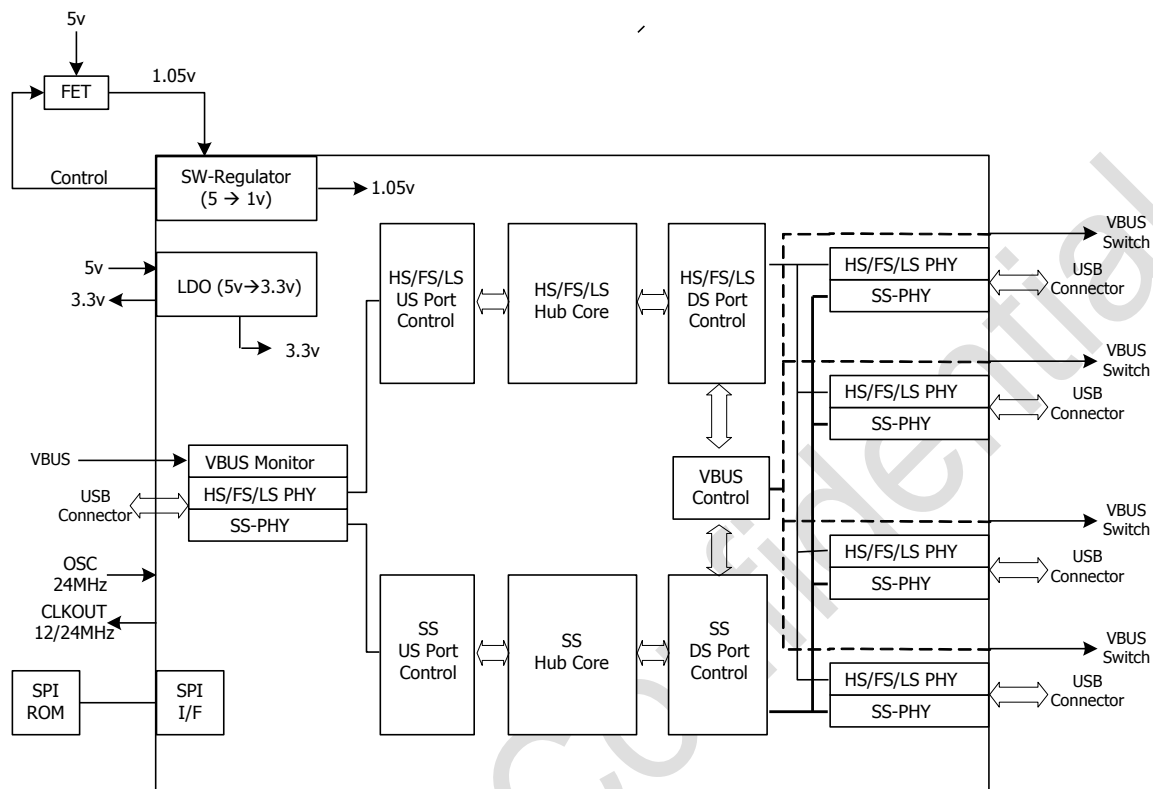 5v
FET
1.05v
Control
SW-Regulator
(5 → 1v)
1.05v
5v
3.3v
LDO (5v→3.3v)
3.3v
VBUS
VBUS Monitor
HS/FS/LS PHY
SS-PHY
USB
Connector
OSC
24MHz
CLKOUT
12/24MHz
SPI
ROM
SPI
I/F
HS/FS/LS
US Port
Control
HS/FS/LS
Hub Core
HS/FS/LS
DS Port
Control
VBUS
Control
SS
US Port
Control
SS
Hub Core
SS
DS Port
Control
VBUS
Switch
HS/FS/LS PHY
SS-PHY
USB
Connector
VBUS
Switch
HS/FS/LS PHY
SS-PHY
USB
Connector
VBUS
Switch
HS/FS/LS PHY
SS-PHY
USB
Connector
VBUS
Switch
HS/FS/LS PHY
SS-PHY
USB
Connector
Confidential